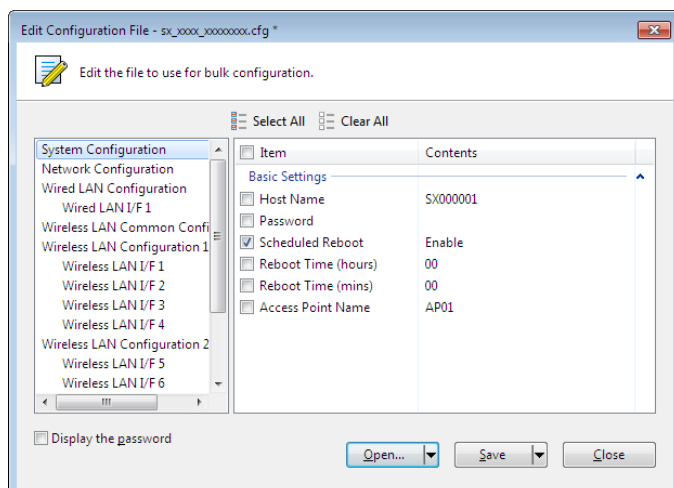 Edit Configuration File - sx_xxxx_xxxxxxxx.cfg *
Edit the file to use for bulk configuration.
Select All Clear All
System Configuration
Network Configuration
Wired LAN Configuration
Wired LAN I/F 1
Wireless LAN Common Confi
Wireless LAN Configuration 1
Wireless LAN I/F 1
Wireless LAN I/F 2
Wireless LAN I/F 3
Wireless LAN I/F 4
Wireless LAN Configuration 2
Wireless LAN I/F 5
Wireless LAN I/F 6
Item Contents
Basic Settings
Host Name SX000001
Password
Scheduled Reboot Enable
Reboot Time (hours) 00
Reboot Time (mins) 00
Access Point Name AP01
Display the password
Open... Save Close